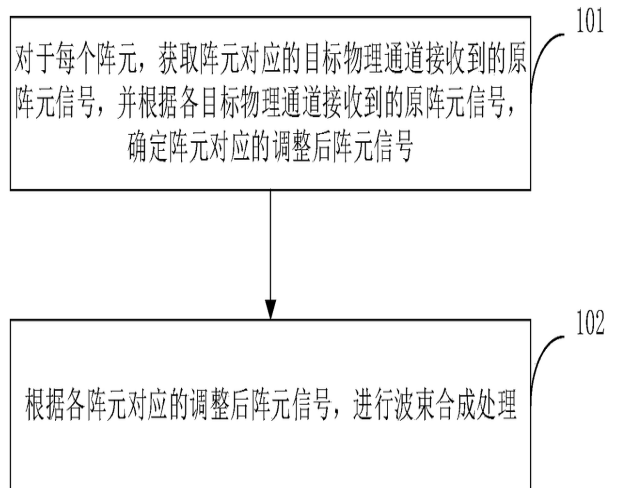 101
对于每个阵元，获取阵元对应的目标物理通道接收到的原
阵元信号，并根据各目标物理通道接收到的原阵元信号，
确定阵元对应的调整后阵元信号
102
根据各阵元对应的调整后阵元信号，进行波束合成处理